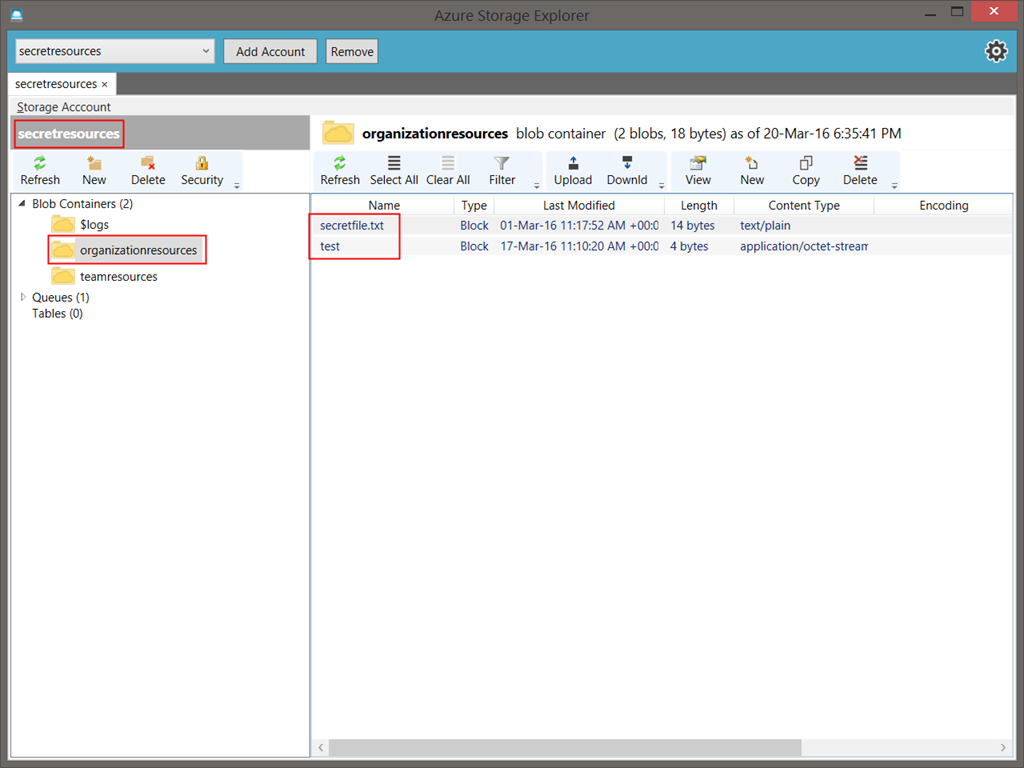 Azure Storage Explorer
secretresources Add Account Remove
secretresources ×
Storage Acccount
secretresources
organizationresources blob container (2 blobs, 18 bytes) as of 20-Mar-16 6:35:41 PM
Refresh New Delete Security
Refresh Select All Clear All Filter Upload Downld View New Copy Delete
Blob Containers (2)
$logs
organizationresources
teamresources
Queues (1)
Tables (0)
Name Type Last Modified Length Content Type Encoding
secretfile.txt Block 01-Mar-16 11:17:52 AM +00:0 14 bytes text/plain
test Block 17-Mar-16 11:10:20 AM +00:0 4 bytes application/octet-stream